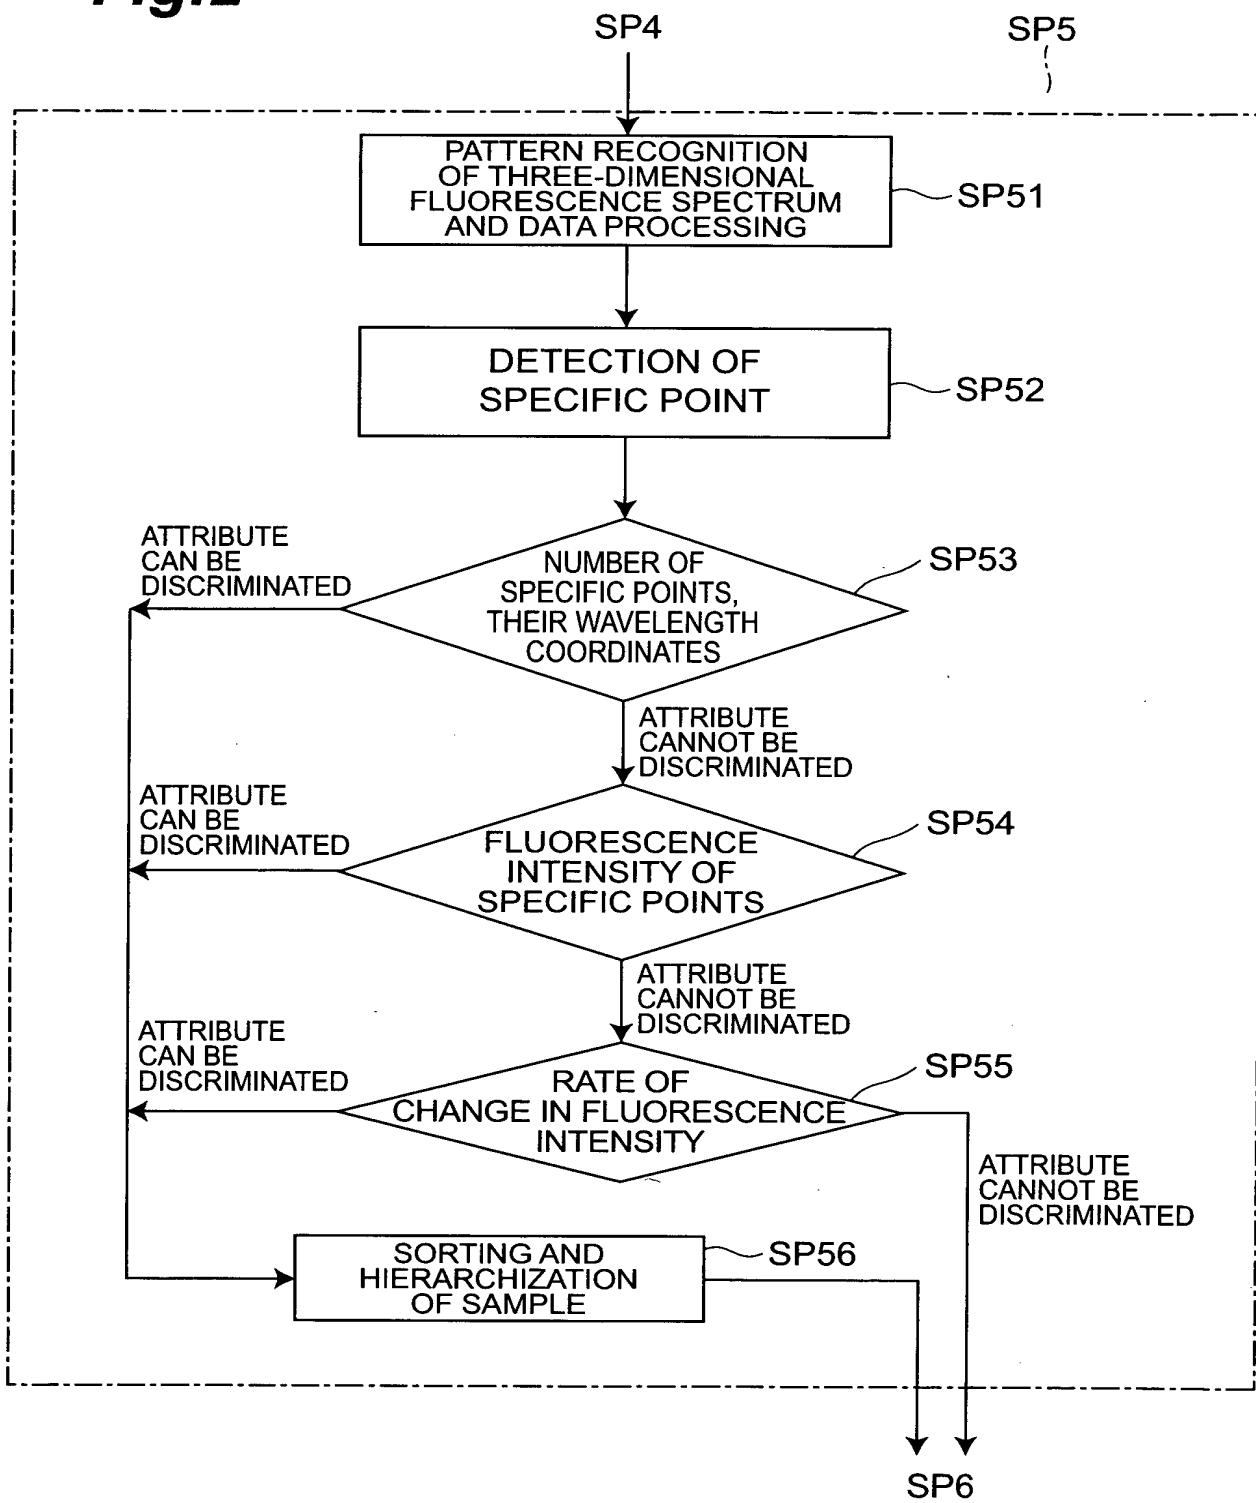 SP4
SP5
PATTERN RECOGNITION
OF THREE-DIMENSIONAL
FLUORESCENCE SPECTRUM
AND DATA PROCESSING
SP51
DETECTION OF
SPECIFIC POINT
SP52
ATTRIBUTE
CAN BE
DISCRIMINATED
NUMBER OF
SPECIFIC POINTS,
THEIR WAVELENGTH
COORDINATES
SP53
ATTRIBUTE
CANNOT BE
DISCRIMINATED
ATTRIBUTE
CAN BE
DISCRIMINATED
FLUORESCENCE
INTENSITY OF
SPECIFIC POINTS
SP54
ATTRIBUTE
CANNOT BE
DISCRIMINATED
ATTRIBUTE
CAN BE
DISCRIMINATED
RATE OF
CHANGE IN FLUORESCENCE
INTENSITY
SP55
ATTRIBUTE
CANNOT BE
DISCRIMINATED
SORTING AND
HIERARCHIZATION
OF SAMPLE
SP56
SP6